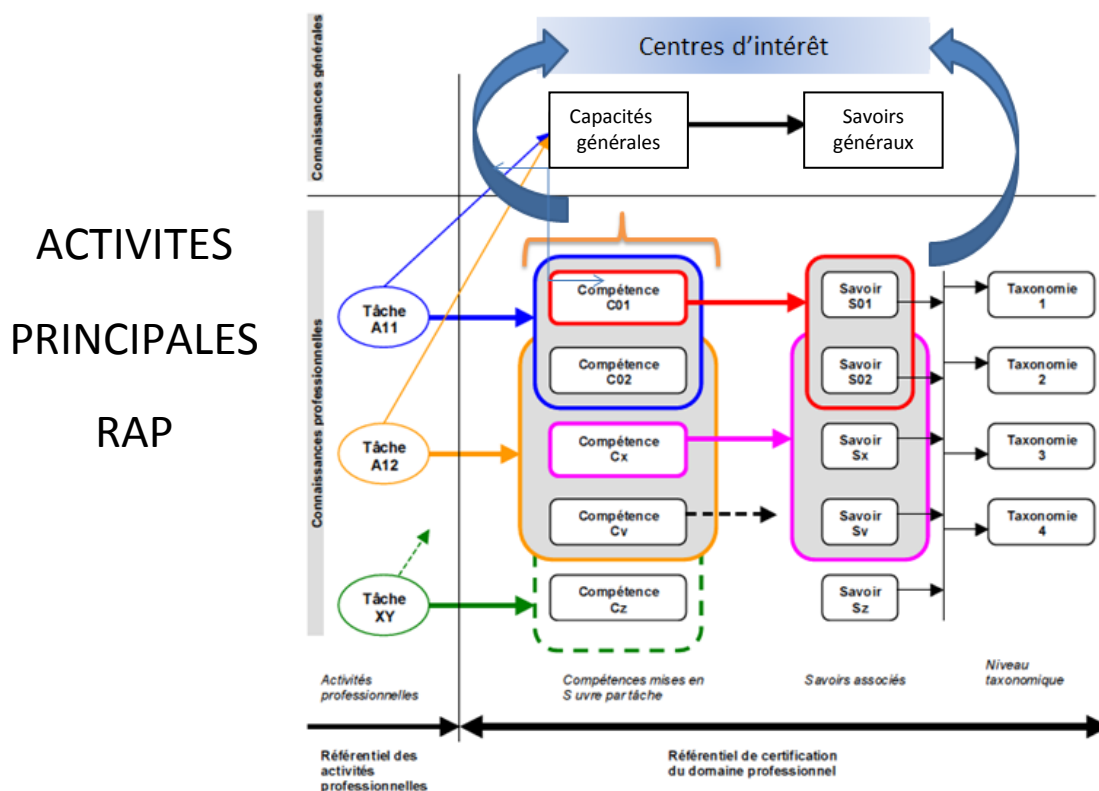 Centres d'intérêt
Connaissances générales
Capacités
générales
Savoirs
généraux
ACTIVITES
PRINCIPALES
RAP
Connaissances professionnelles
Tâche
A11
Compétence
C01
Savoir
S01
Taxonomie
1
Compétence
C02
Savoir
S02
Taxonomie
2
Tâche
A12
Compétence
Cx
Savoir
Sx
Taxonomie
3
Compétence
Cv
Savoir
Sv
Taxonomie
4
Tâche
XY
Compétence
Cz
Savoir
Sz
Activités
professionnelles
Compétences mises en
S uvre par tâche
Savoirs associés
Niveau
taxonomique
Référentiel des
activités
professionnelles
Référentiel de certification
du domaine professionnel